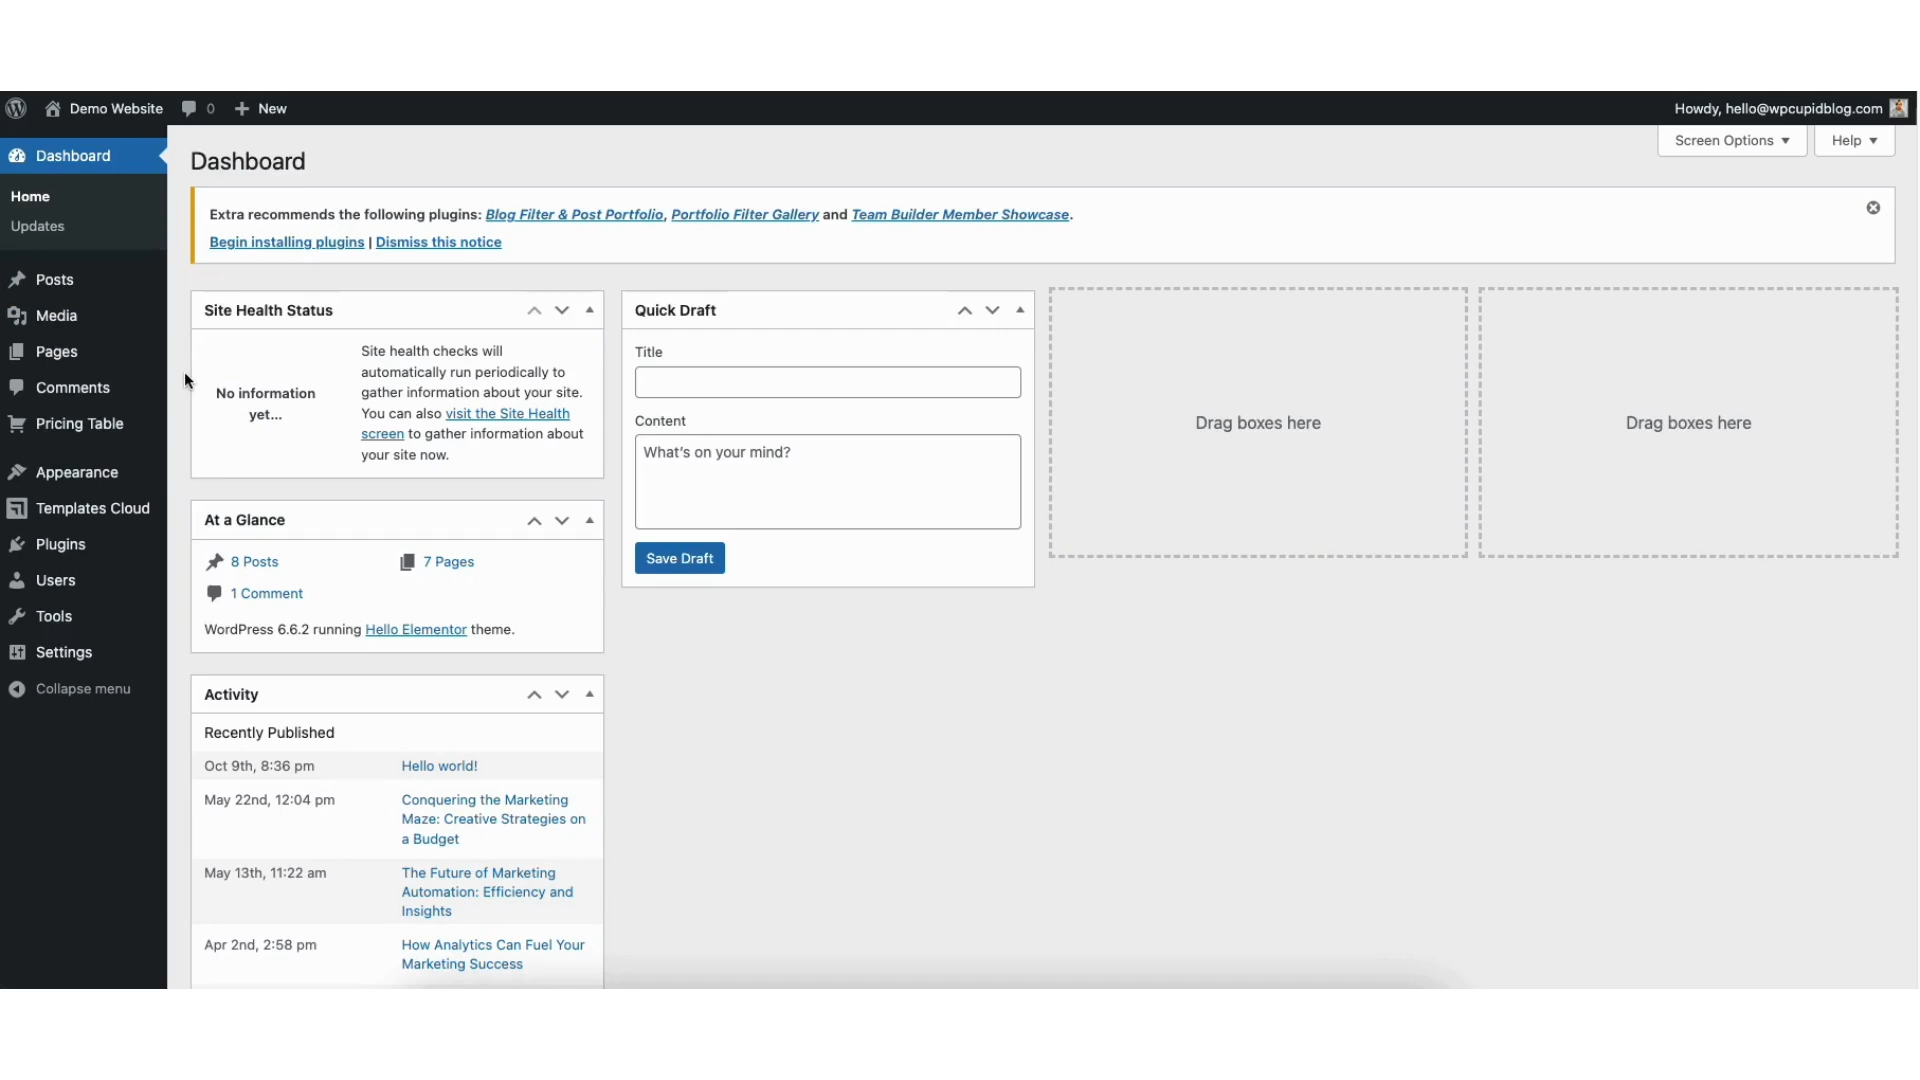 Demo Website
0
New
Howdy, hello@wpcupidblog.com
Dashboard
Home
Updates
Posts
Media
Pages
Comments
Pricing Table
Appearance
Templates Cloud
Plugins
Users
Tools
Settings
Collapse menu
Screen Options
Help
Dashboard
Extra recommends the following plugins: Blog Filter & Post Portfolio, Portfolio Filter Gallery and Team Builder Member Showcase.
Begin installing plugins | Dismiss this notice
Site Health Status
No information
yet...
Site health checks will
automatically run periodically to
gather information about your site.
You can also visit the Site Health
screen to gather information about
your site now.
At a Glance
8 Posts
7 Pages
1 Comment
WordPress 6.6.2 running Hello Elementor theme.
Activity
Recently Published
Oct 9th, 8:36 pm
Hello world!
May 22nd, 12:04 pm
Conquering the Marketing
Maze: Creative Strategies on
a Budget
May 13th, 11:22 am
The Future of Marketing
Automation: Efficiency and
Insights
Apr 2nd, 2:58 pm
How Analytics Can Fuel Your
Marketing Success
Quick Draft
Title
Content
What's on your mind?
Save Draft
Drag boxes here
Drag boxes here